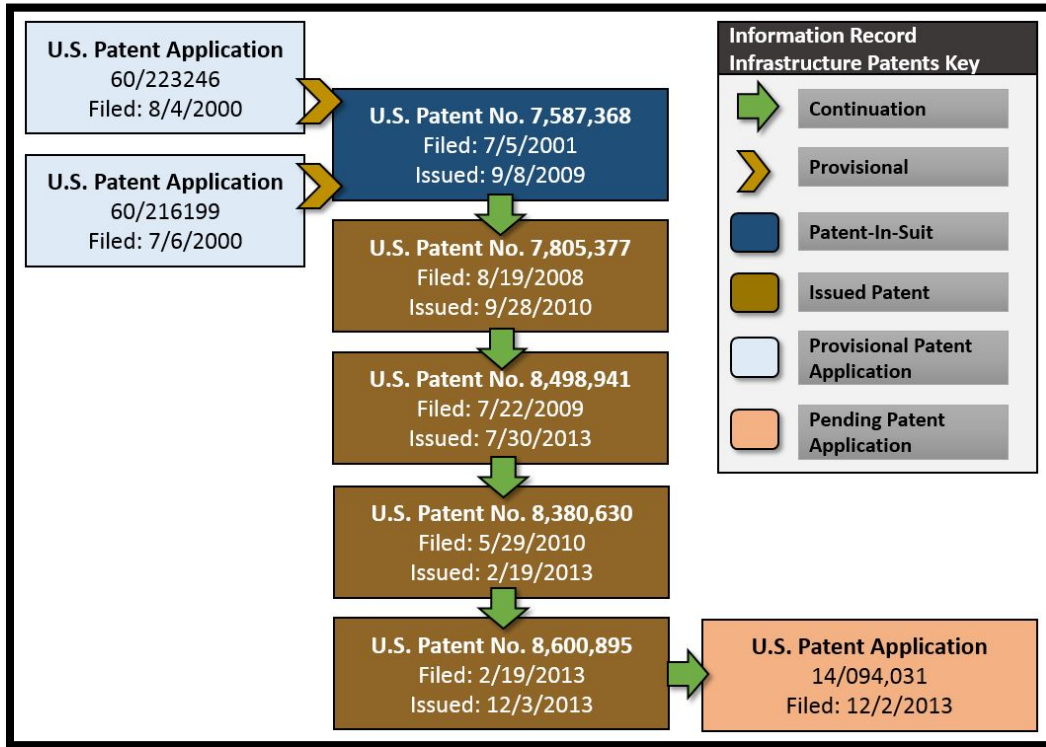 U.S. Patent Application
60/223246
Filed: 8/4/2000
U.S. Patent Application
60/216199
Filed: 7/6/2000
U.S. Patent No. 7,587,368
Filed: 7/5/2001
Issued: 9/8/2009
U.S. Patent No. 7,805,377
Filed: 8/19/2008
Issued: 9/28/2010
U.S. Patent No. 8,498,941
Filed: 7/22/2009
Issued: 7/30/2013
U.S. Patent No. 8,380,630
Filed: 5/29/2010
Issued: 2/19/2013
U.S. Patent No. 8,600,895
Filed: 2/19/2013
Issued: 12/3/2013
U.S. Patent Application
14/094,031
Filed: 12/2/2013
Information Record
Infrastructure Patents Key
Continuation
Provisional
Patent-In-Suit
Issued Patent
Provisional Patent
Application
Pending Patent
Application